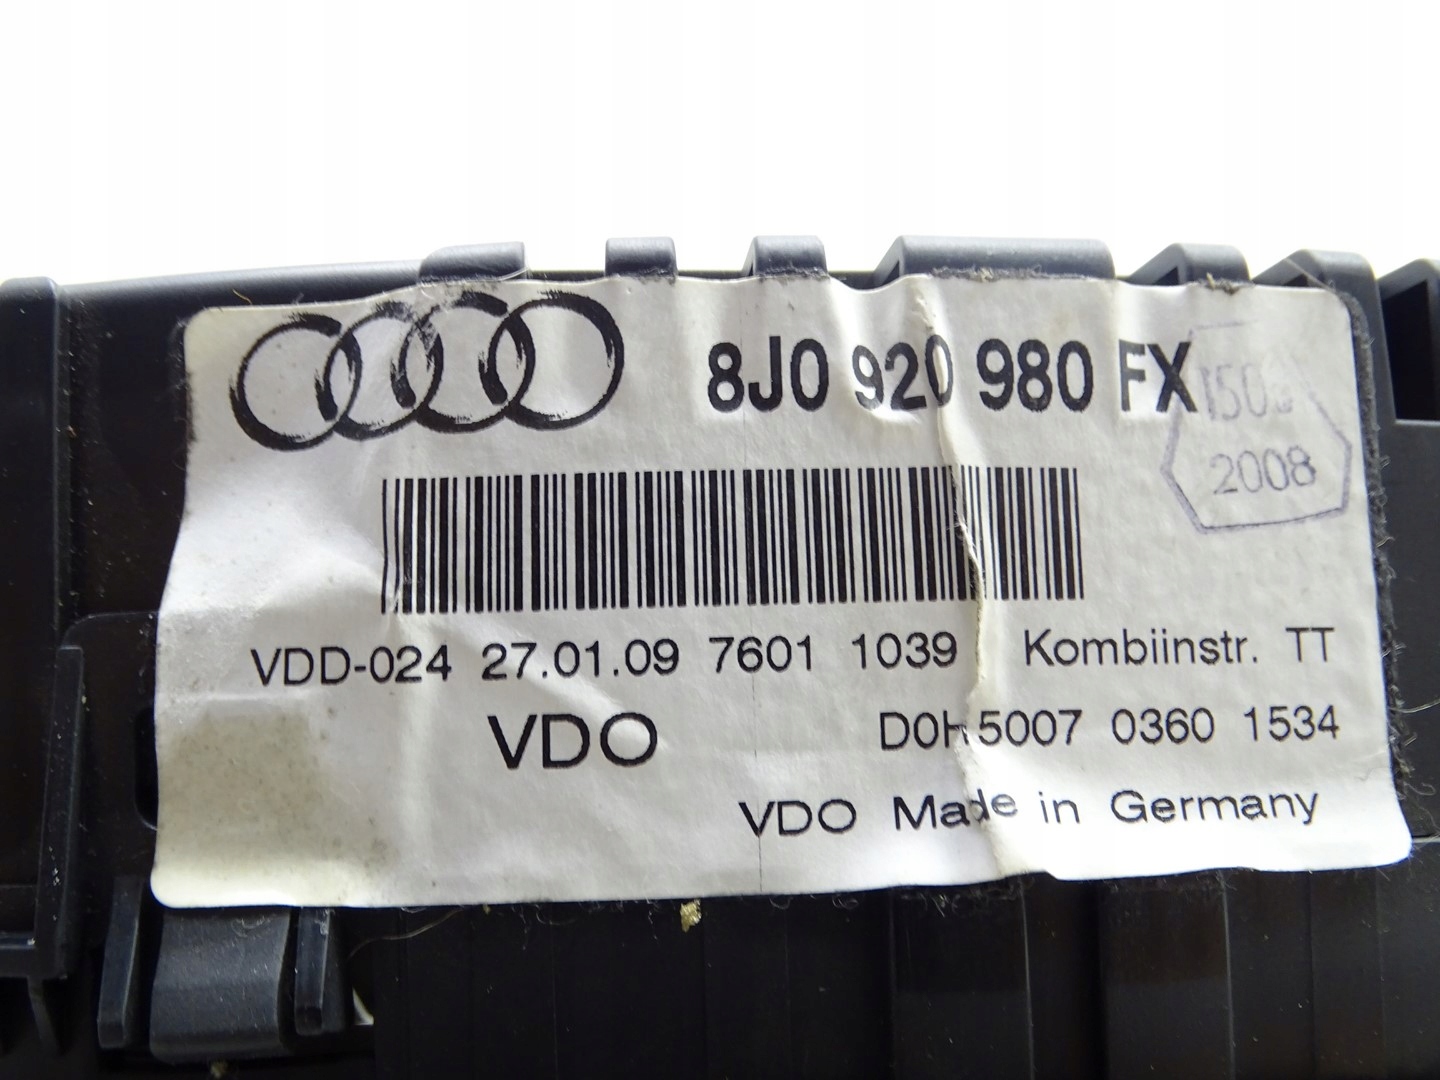 8J0 920 980 FX
2008
VDD-024 27.01.09 7601 1039 Kombiinstr. TT
VDO D0H5007 0360 1534
VDO Made in Germany